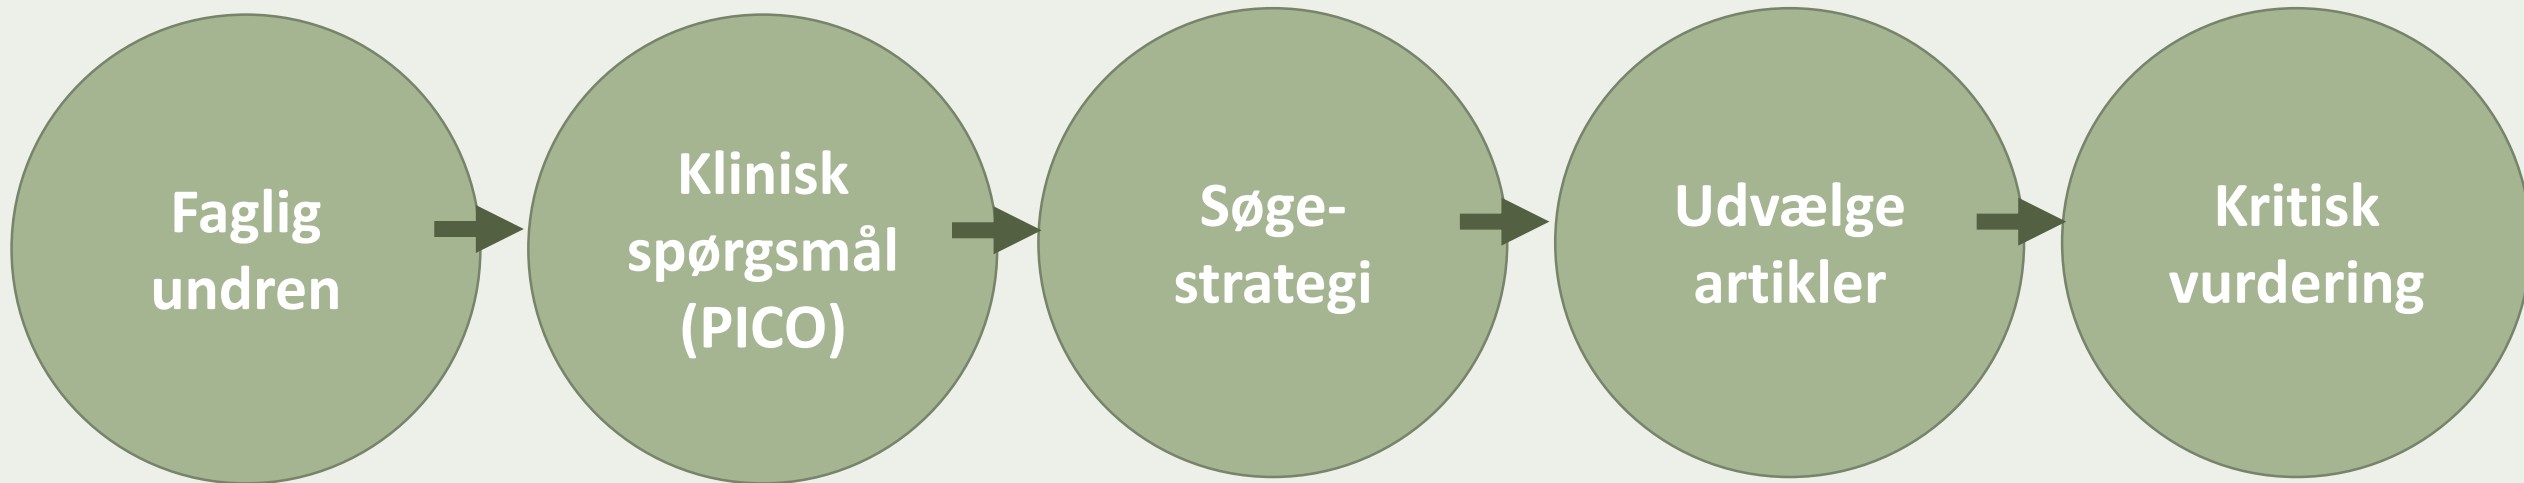 Faglig
undren
Klinisk
spørgsmål
(PICO)
Søge-
strategi
Udvælge
artikler
Kritisk
vurdering